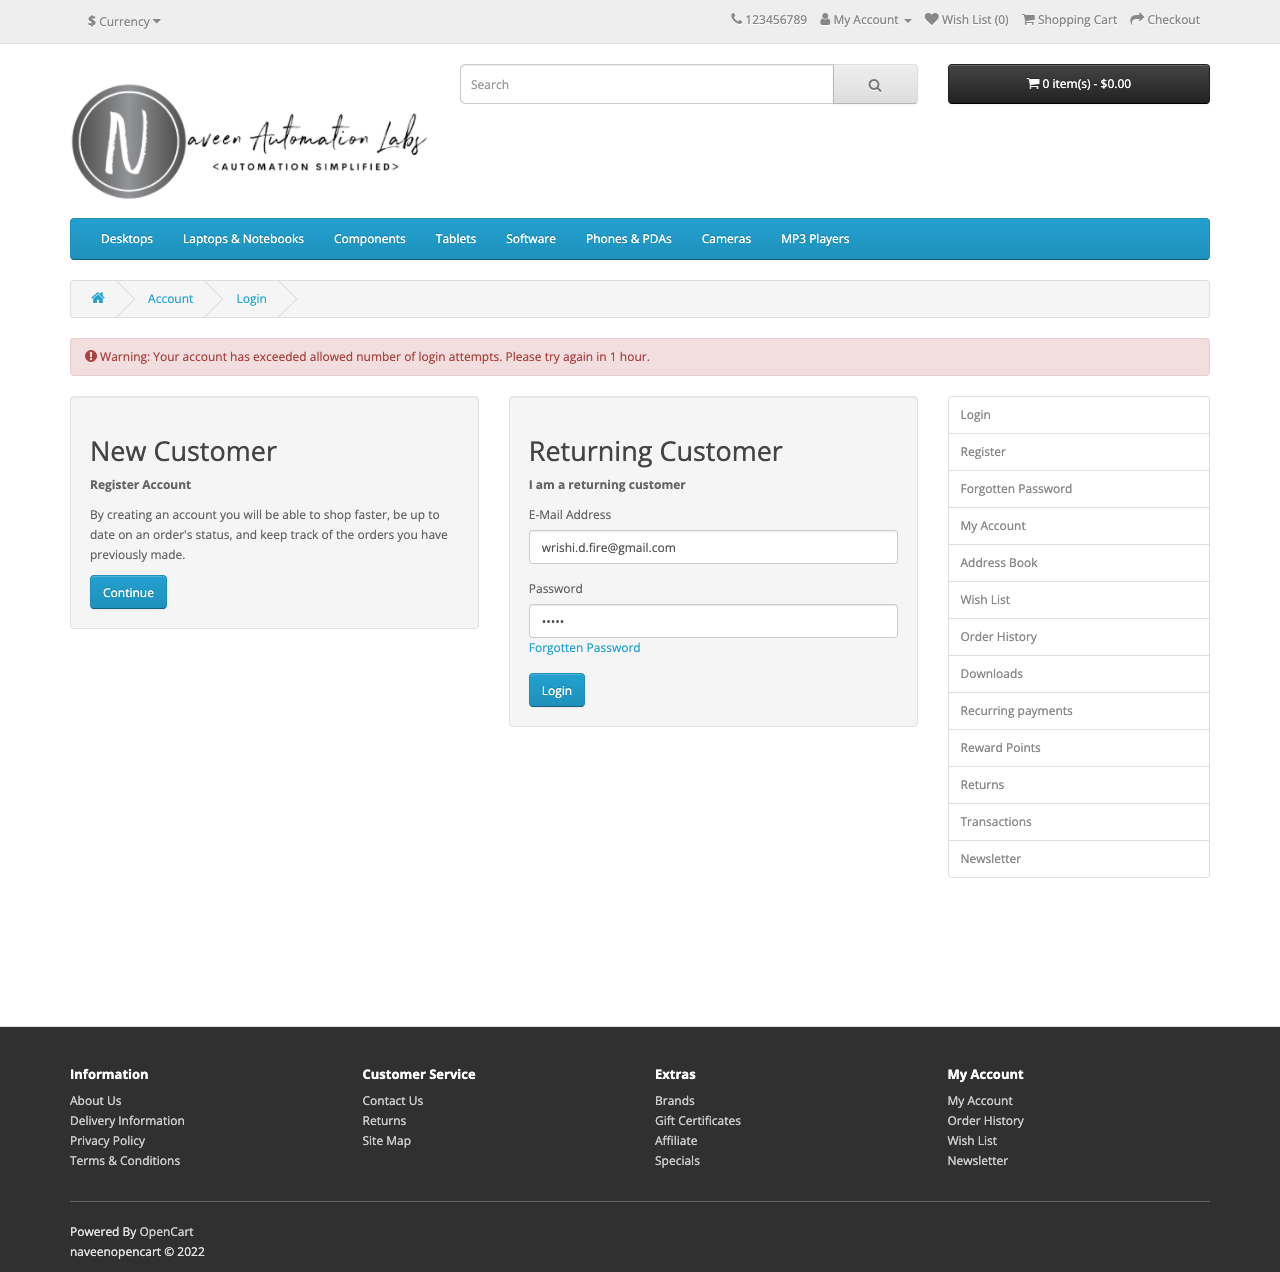 $ Currency
123456789 My Account Wish List (0) Shopping Cart Checkout
Search
0 item(s) - $0.00
Naveen Automation Labs
<AUTOMATION SIMPLIFIED>
Desktops Laptops & Notebooks Components Tablets Software Phones & PDAs Cameras MP3 Players
Account Login
Warning: Your account has exceeded allowed number of login attempts. Please try again in 1 hour.
New Customer
Register Account
By creating an account you will be able to shop faster, be up to
date on an order's status, and keep track of the orders you have
previously made.
Continue
Returning Customer
I am a returning customer
E-Mail Address
wrishi.d.fire@gmail.com
Password
•••••
Forgotten Password
Login
Login
Register
Forgotten Password
My Account
Address Book
Wish List
Order History
Downloads
Recurring payments
Reward Points
Returns
Transactions
Newsletter
Information
About Us
Delivery Information
Privacy Policy
Terms & Conditions
Customer Service
Contact Us
Returns
Site Map
Extras
Brands
Gift Certificates
Affiliate
Specials
My Account
My Account
Order History
Wish List
Newsletter
Powered By OpenCart
naveenopencart © 2022